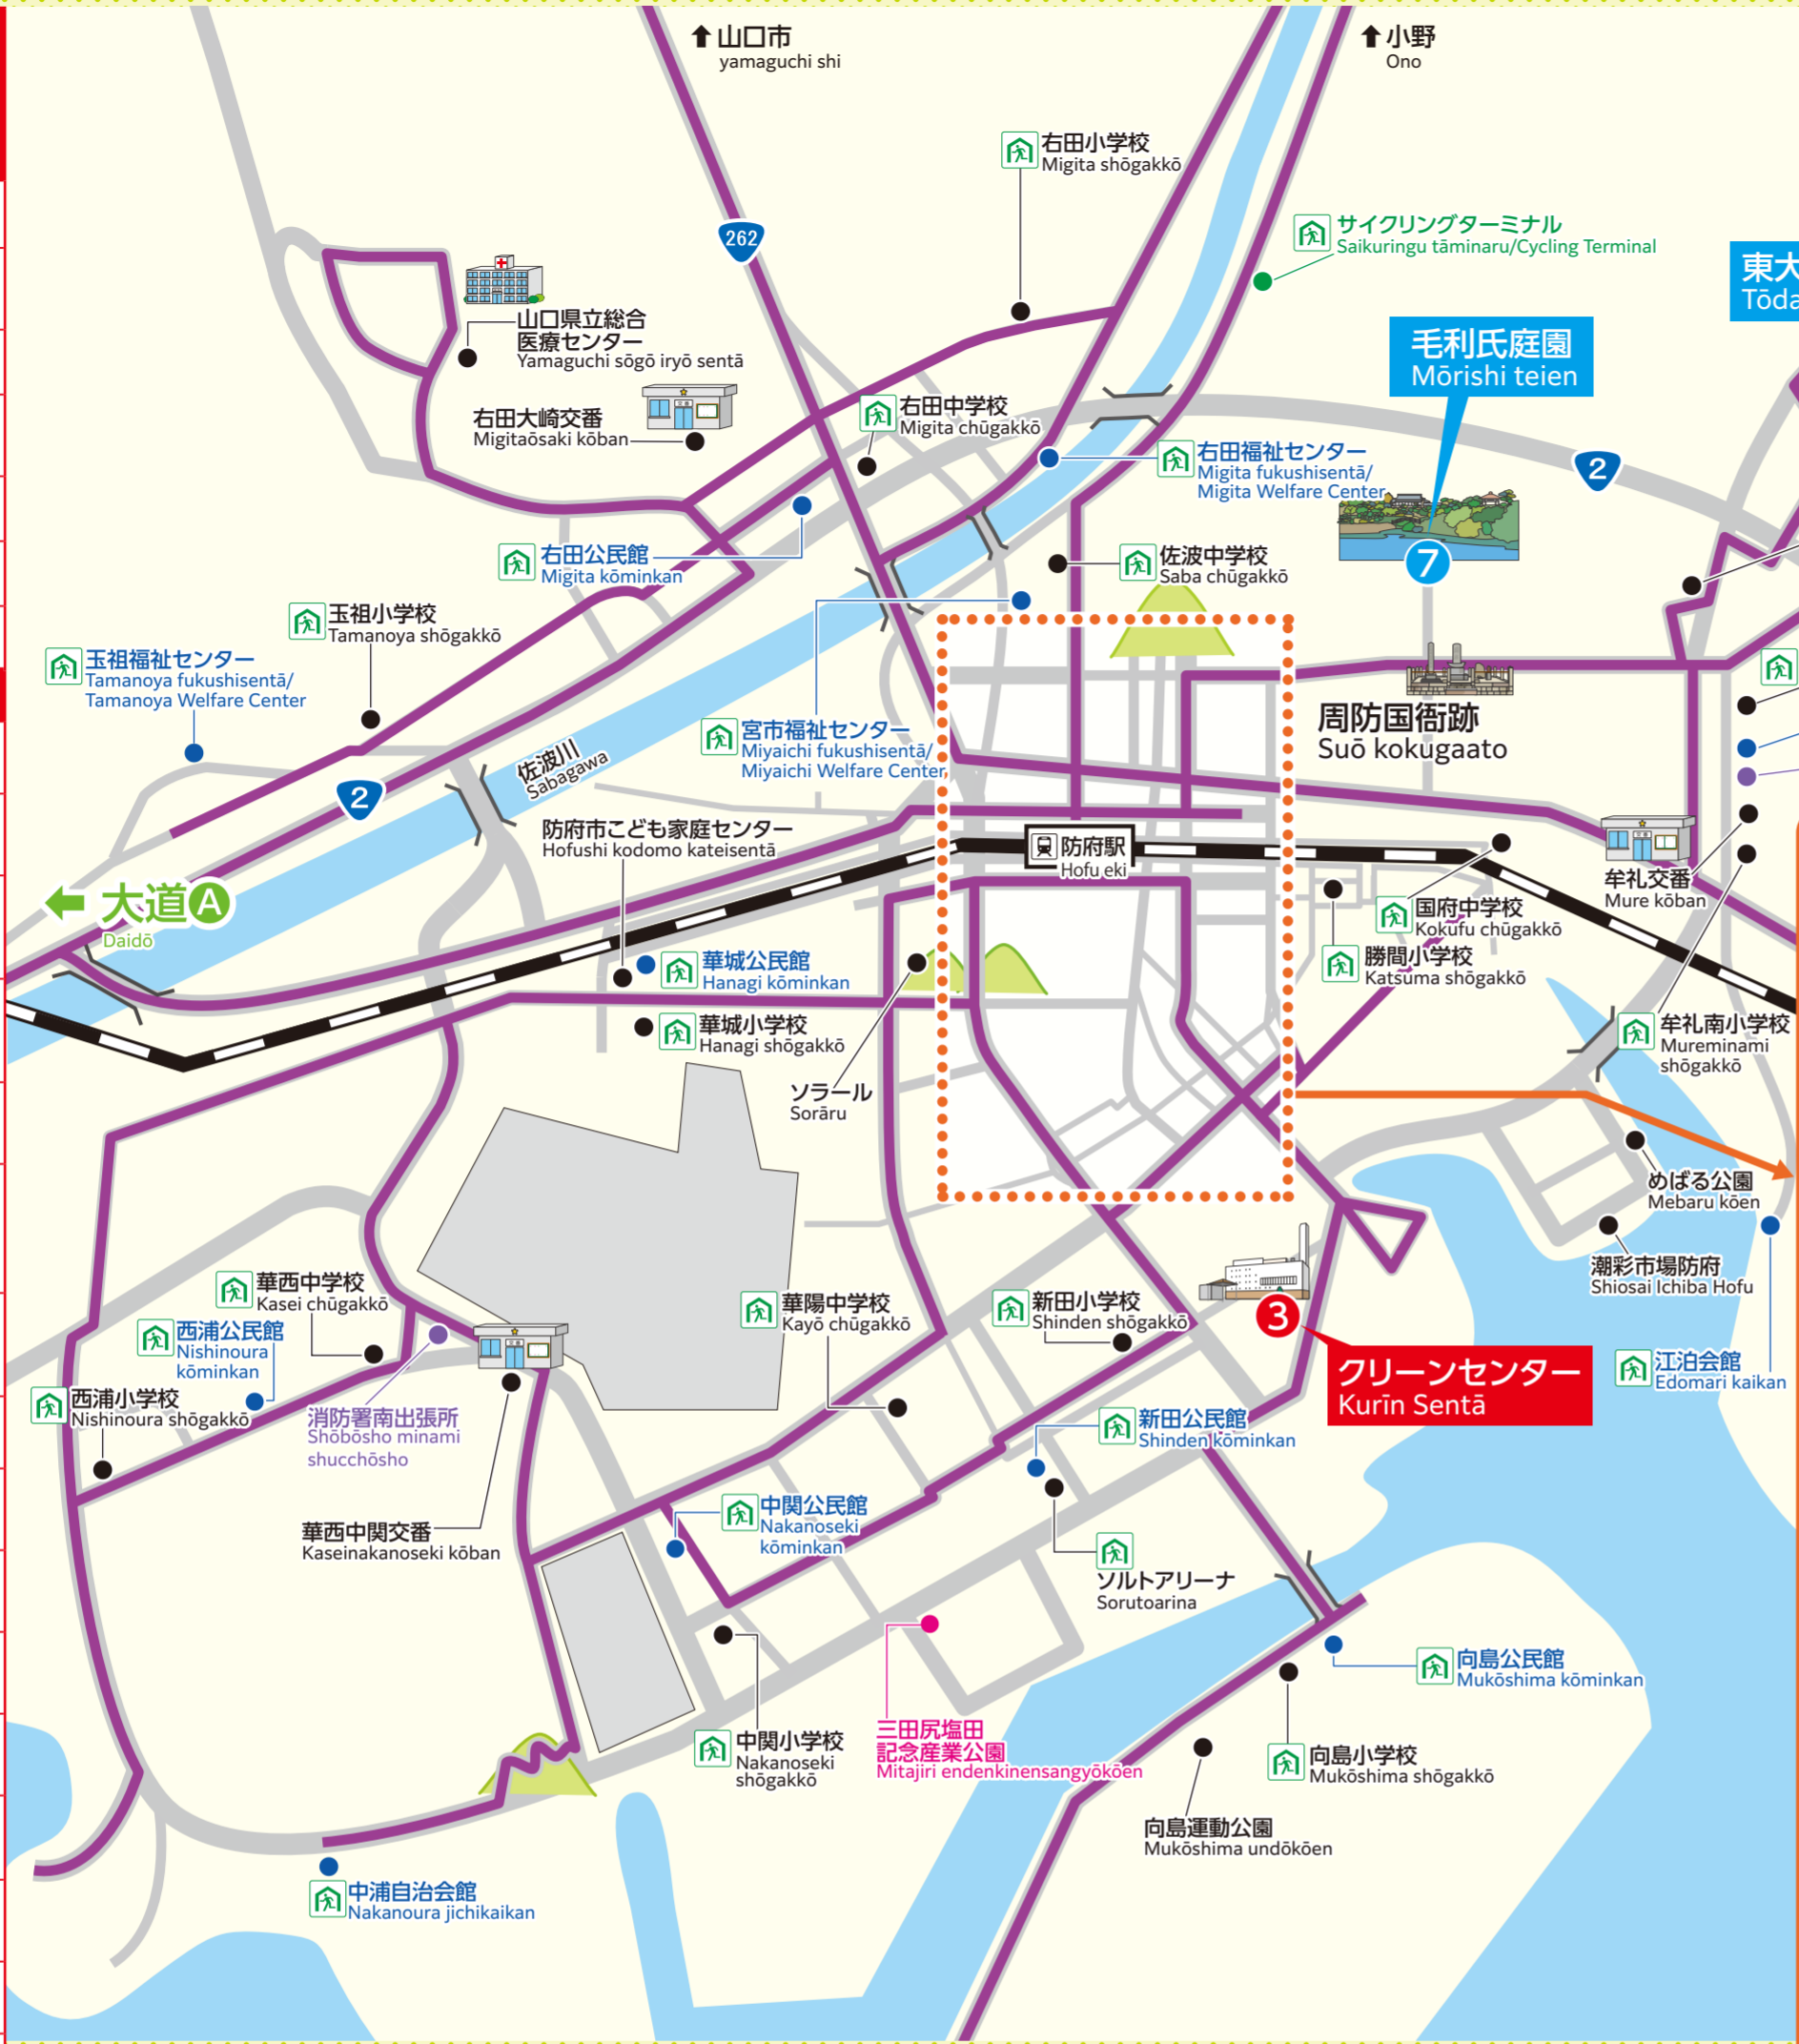 山口市
yamaguchi shi
小野
Ono
右田小学校
Migita shōgakkō
262
サイクリングターミナル
Saikuringu tāminaru/Cycling Terminal
東大
Tōda
山口県立総合
医療センター
Yamaguchi sōgō iryō sentā
毛利氏庭園
Mōrishi teien
右田大崎交番
Migitaōsaki kōban
右田中学校
Migita chūgakkō
右田福祉センター
Migita fukushisentā/
Migita Welfare Center
2
7
右田公民館
Migita kōminkan
佐波中学校
Saba chūgakkō
玉祖小学校
Tamanoya shōgakkō
玉祖福祉センター
Tamanoya fukushisentā/
Tamanoya Welfare Center
宮市福祉センター
Miyaichi fukushisentā/
Miyaichi Welfare Center
周防国衙跡
Suō kokugaato
佐波川
Sabagawa
2
防府市こども家庭センター
Hofushi kodomo kateisentā
防府駅
Hofu eki
牟礼交番
Mure kōban
大道A
Daidō
国府中学校
Kokufu chūgakkō
勝間小学校
Katsuma shōgakkō
華城公民館
Hanagi kōminkan
華城小学校
Hanagi shōgakkō
牟礼南小学校
Mureminami
shōgakkō
ソラール
Sorāru
めばる公園
Mebaru kōen
潮彩市場防府
Shiosai Ichiba Hofu
華西中学校
Kasei chūgakkō
西浦公民館
Nishinoura
kōminkan
華陽中学校
Kayō chūgakkō
新田小学校
Shinden shōgakkō
3
クリーンセンター
Kurīn Sentā
江泊会館
Edomari kaikan
西浦小学校
Nishinoura shōgakkō
消防署南出張所
Shōbōsho minami
shucchōsho
新田公民館
Shinden kōminkan
中関公民館
Nakanoseki
kōminkan
華西中関交番
Kaseinakanoseki kōban
ソルトアリーナ
Sorutoarina
向島公民館
Mukōshima kōminkan
中関小学校
Nakanoseki
shōgakkō
三田尻塩田
記念産業公園
Mitajiri endenkinensangyōkōen
向島小学校
Mukōshima shōgakkō
向島運動公園
Mukōshima undōkōen
中浦自治会館
Nakanoura jichikaikan